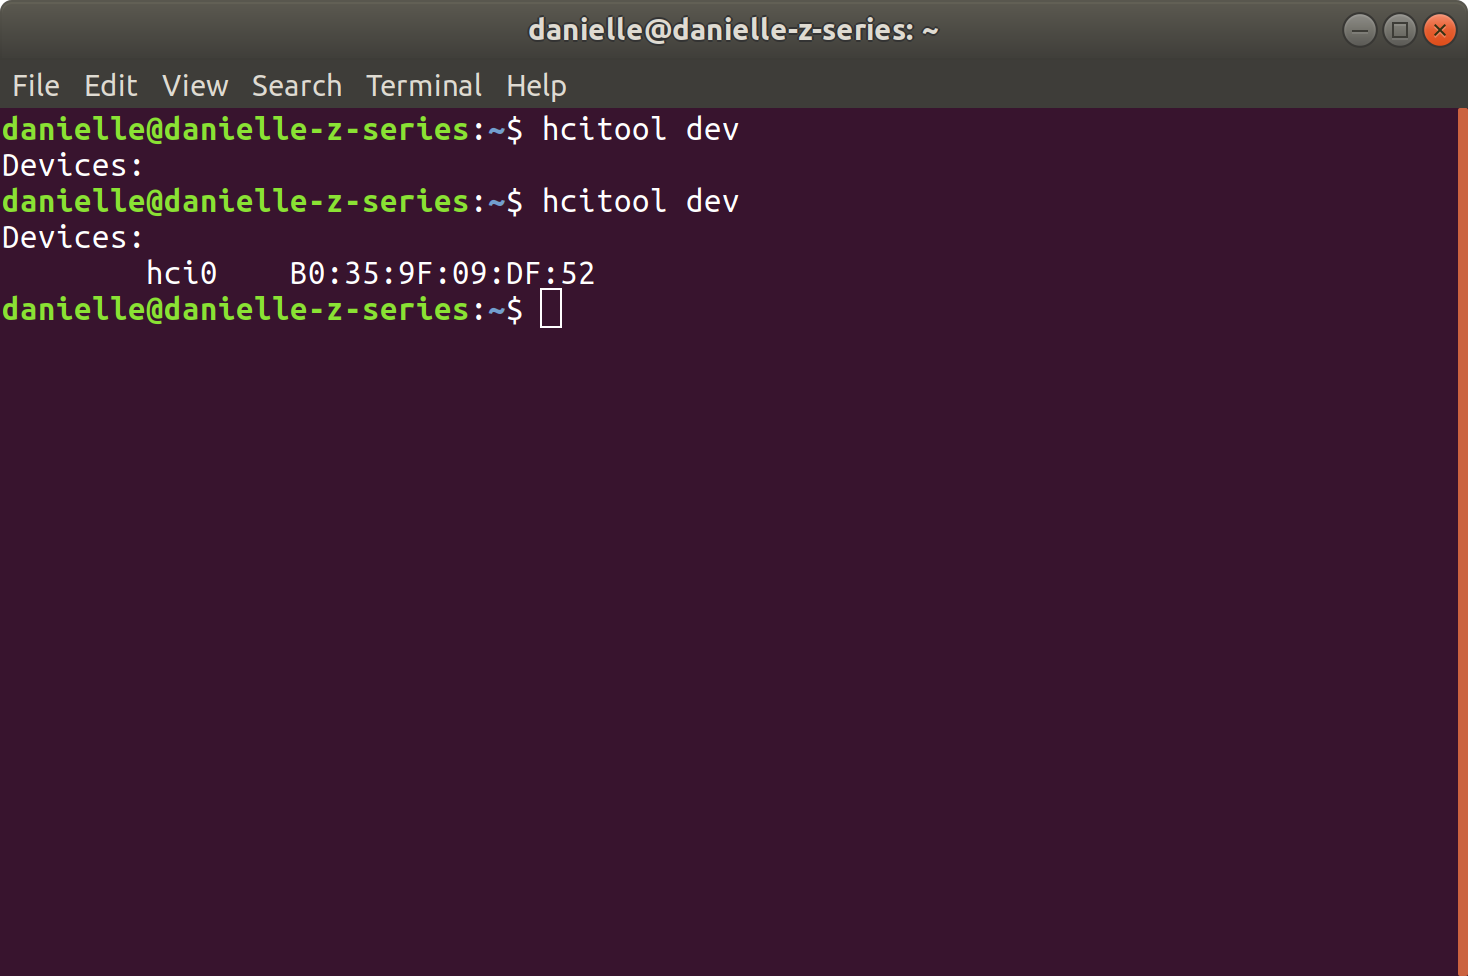 danielle@danielle-z-series: ~
File Edit View Search Terminal Help
danielle@danielle-z-series:~$ hcitool dev
Devices:
danielle@danielle-z-series:~$ hcitool dev
Devices:
hci0 B0:35:9F:09:DF:52
danielle@danielle-z-series:~$